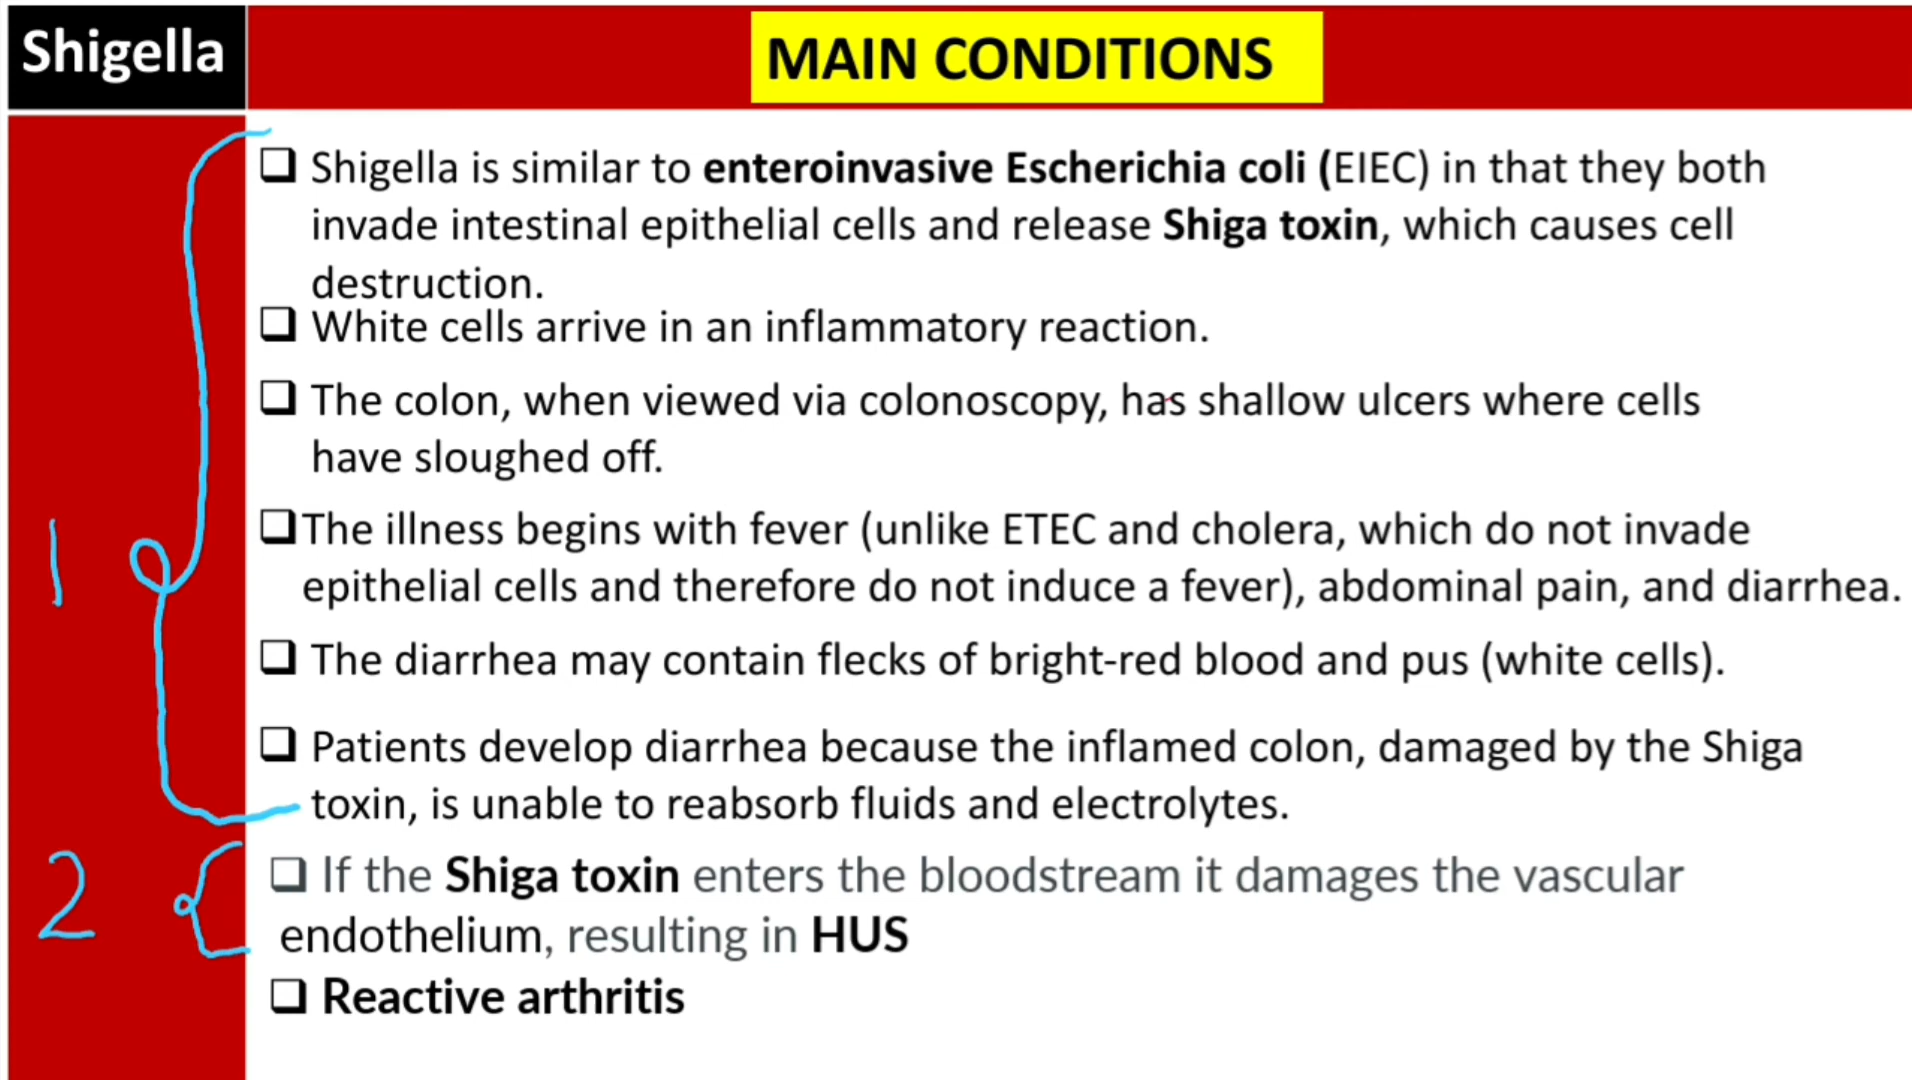 Shigella
MAIN CONDITIONS
Shigella is similar to enteroinvasive Escherichia coli (EIEC) in that they both
invade intestinal epithelial cells and release Shiga toxin, which causes cell
destruction.
White cells arrive in an inflammatory reaction.
The colon, when viewed via colonoscopy, has shallow ulcers where cells
have sloughed off.
The illness begins with fever (unlike ETEC and cholera, which do not invade
epithelial cells and therefore do not induce a fever), abdominal pain, and diarrhea.
1
The diarrhea may contain flecks of bright-red blood and pus (white cells).
Patients develop diarrhea because the inflamed colon, damaged by the Shiga
toxin, is unable to reabsorb fluids and electrolytes.
2
If the Shiga toxin enters the bloodstream it damages the vascular
endothelium, resulting in HUS
Reactive arthritis